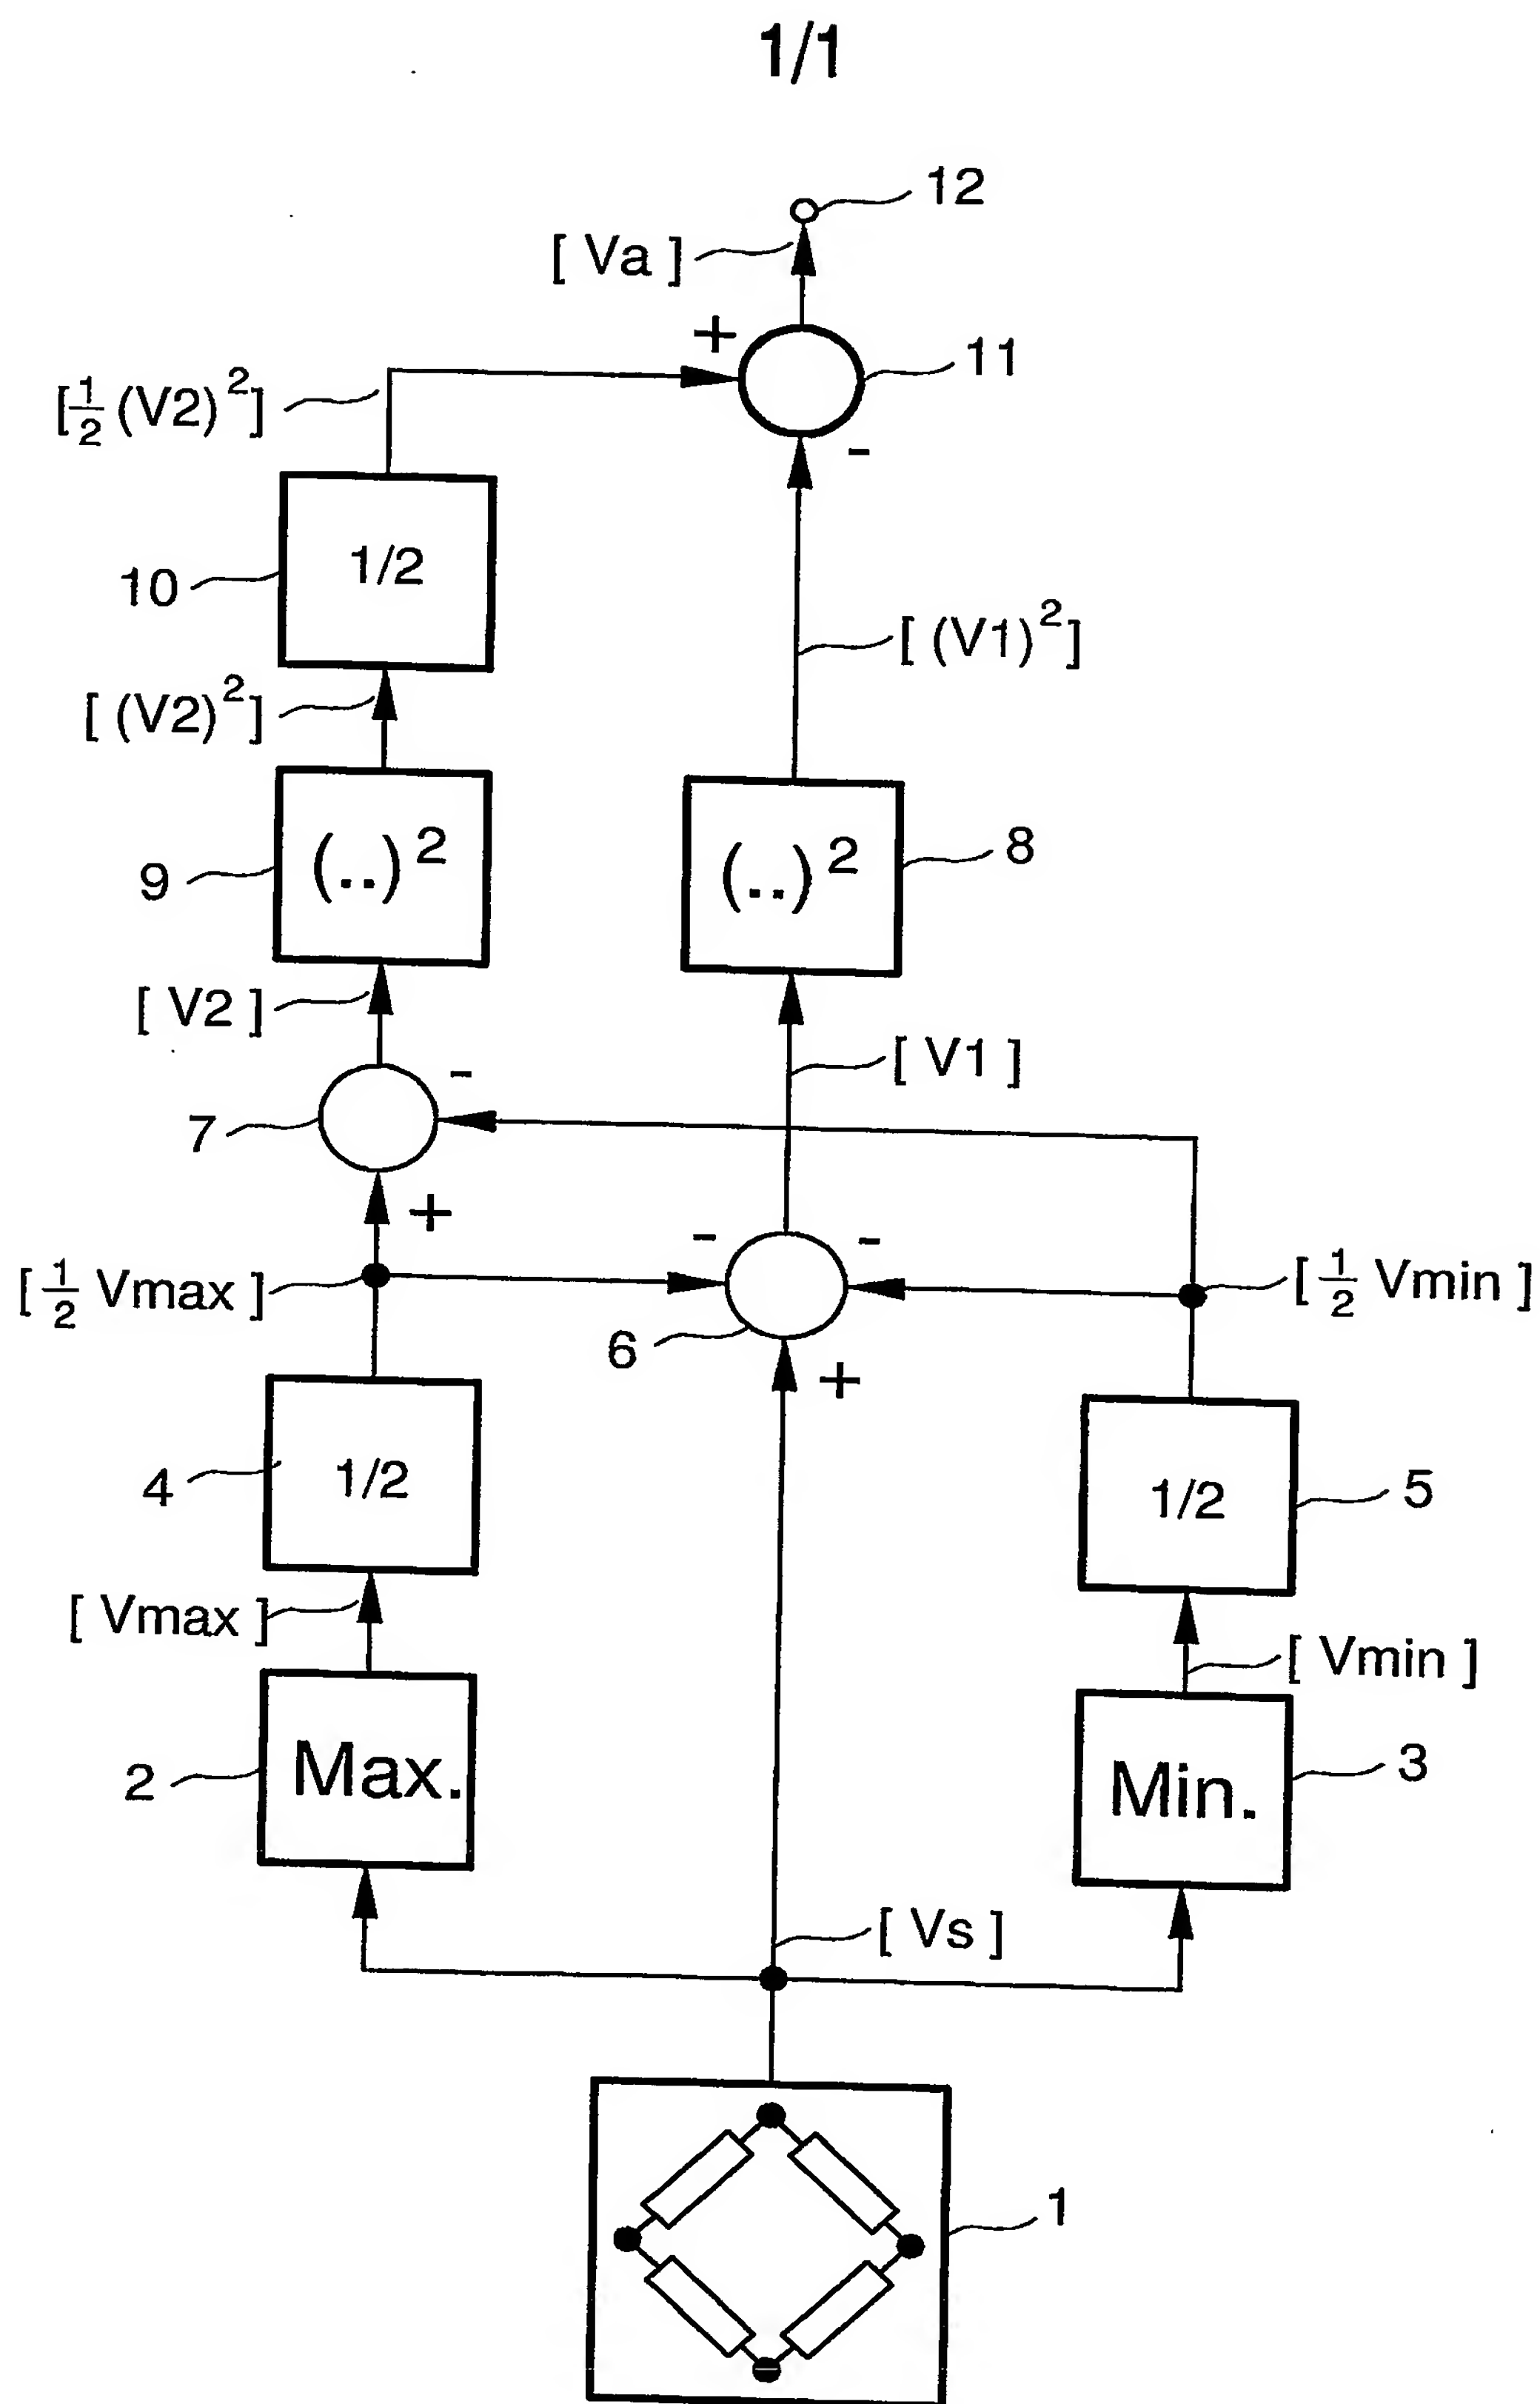 1/1
12
[ Va ]
+
11
[½(V2)²]
-
10
1/2
[ (V1)²]
[ (V2)²]
(..)²
(..)²
8
9
[ V2 ]
[ V1 ]
-
7
+
-
-
[ ½ Vmax ]
[ ½ Vmin ]
6
+
4
1/2
1/2
5
[ Vmax ]
[ Vmin ]
2
Max.
Min.
3
[ Vs ]
1